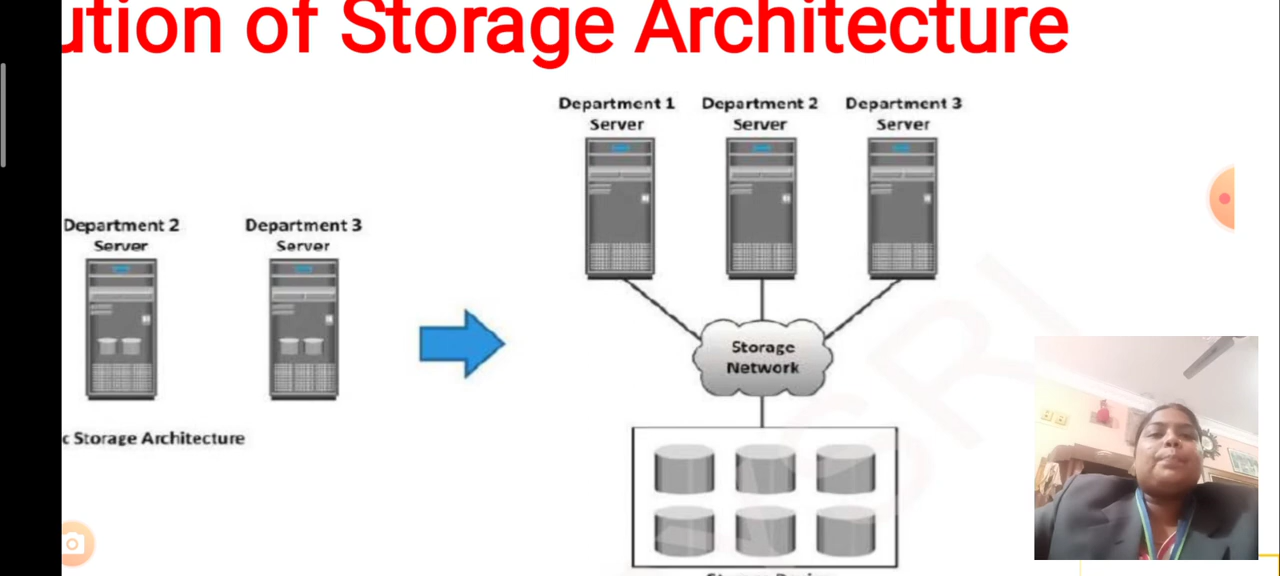 ution of Storage Architecture
Department 1
Server
Department 2
Server
Department 3
Server
Department 2
Server
Department 3
Server
Storage
Network
c Storage Architecture